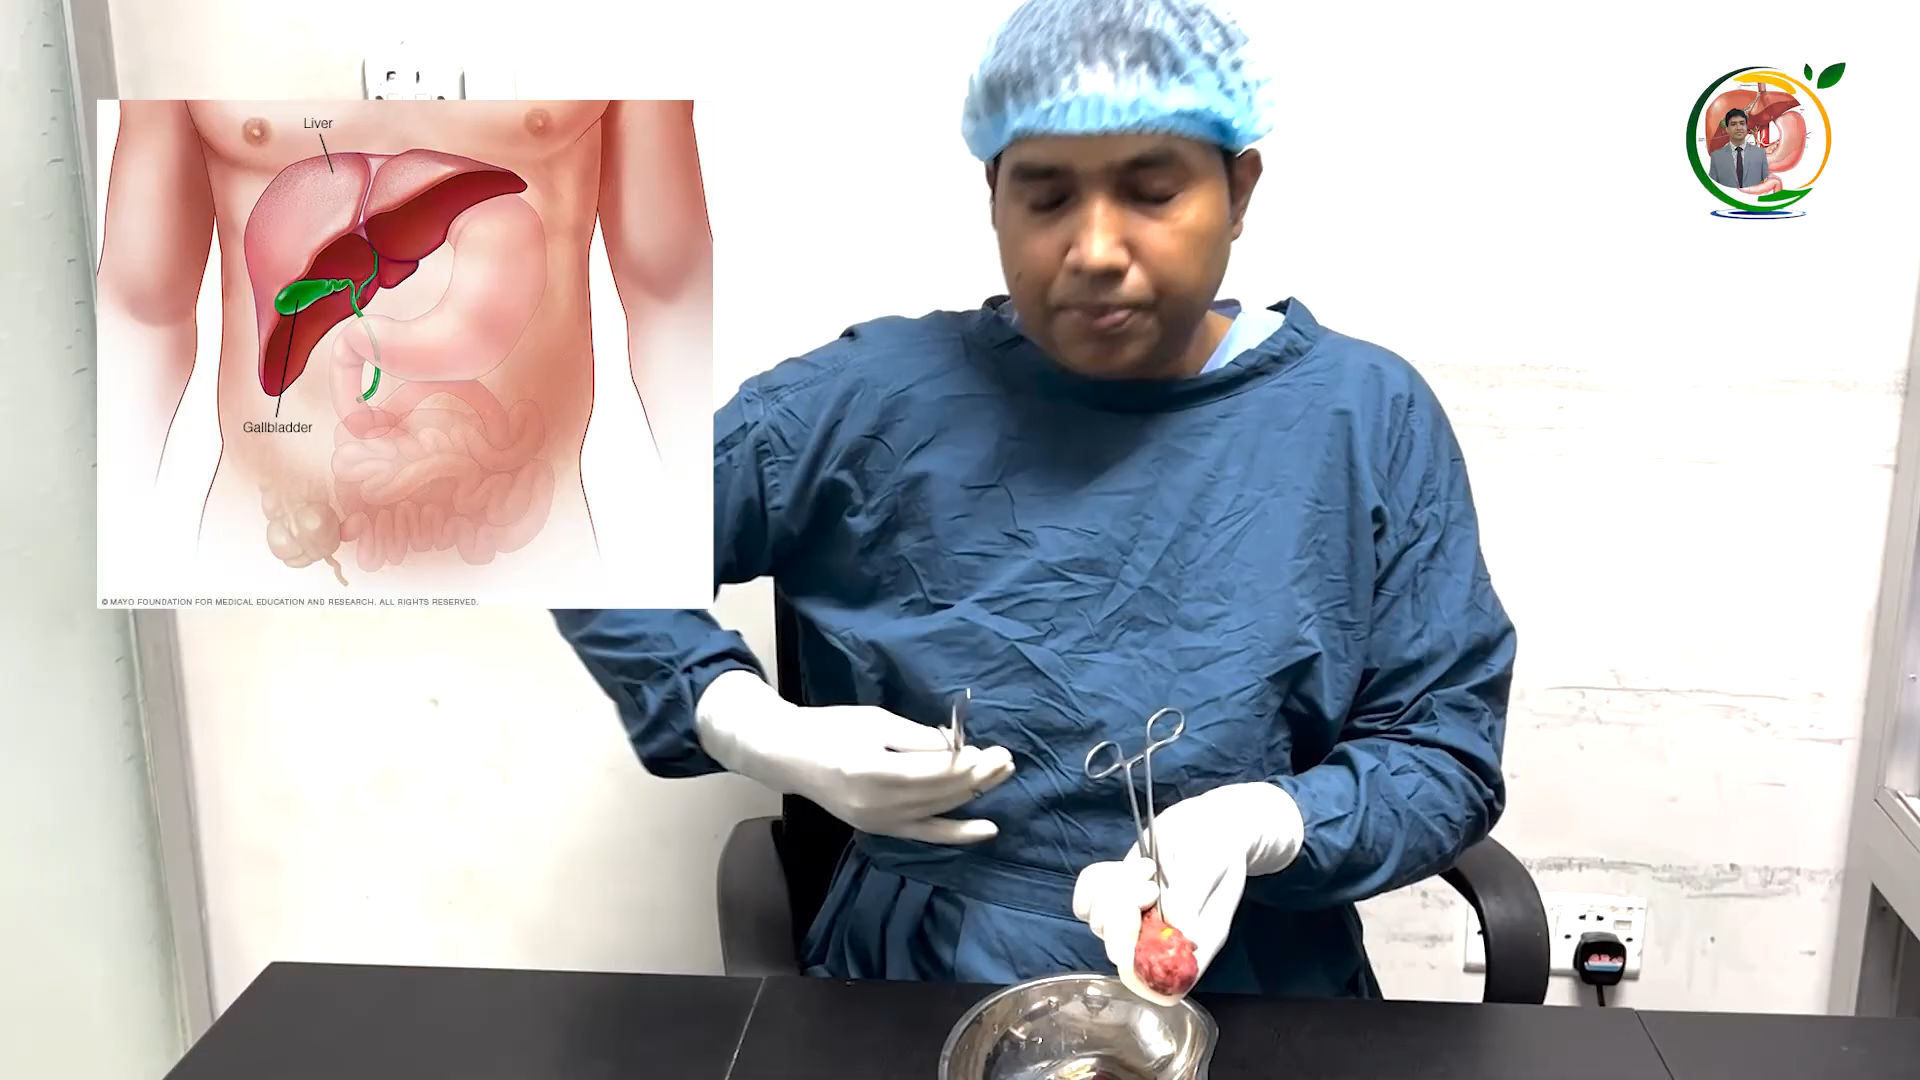 Liver
Gallbladder
© MAYO FOUNDATION FOR MEDICAL EDUCATION AND RESEARCH. ALL RIGHTS RESERVED.